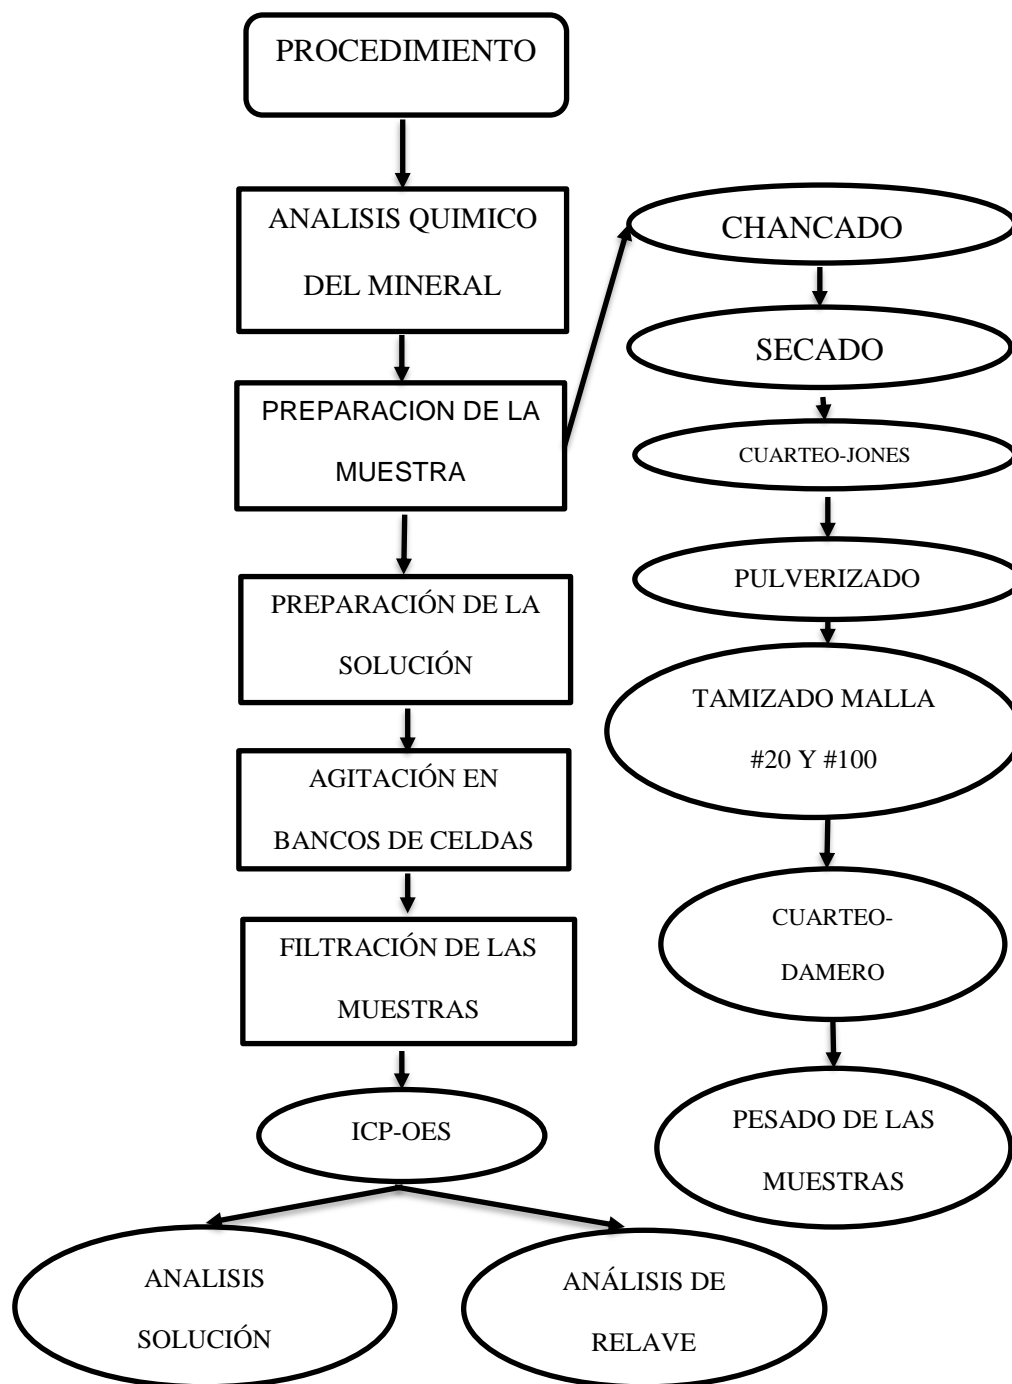 PROCEDIMIENTO
ANALISIS QUIMICO
DEL MINERAL
PREPARACION DE LA
MUESTRA
PREPARACIÓN DE LA
SOLUCIÓN
AGITACIÓN EN
BANCOS DE CELDAS
FILTRACIÓN DE LAS
MUESTRAS
ICP-OES
ANALISIS
SOLUCIÓN
ANÁLISIS DE
RELAVE
CHANCADO
SECADO
CUARTEO-JONES
PULVERIZADO
TAMIZADO MALLA
#20 Y #100
CUARTEO-
DAMERO
PESADO DE LAS
MUESTRAS